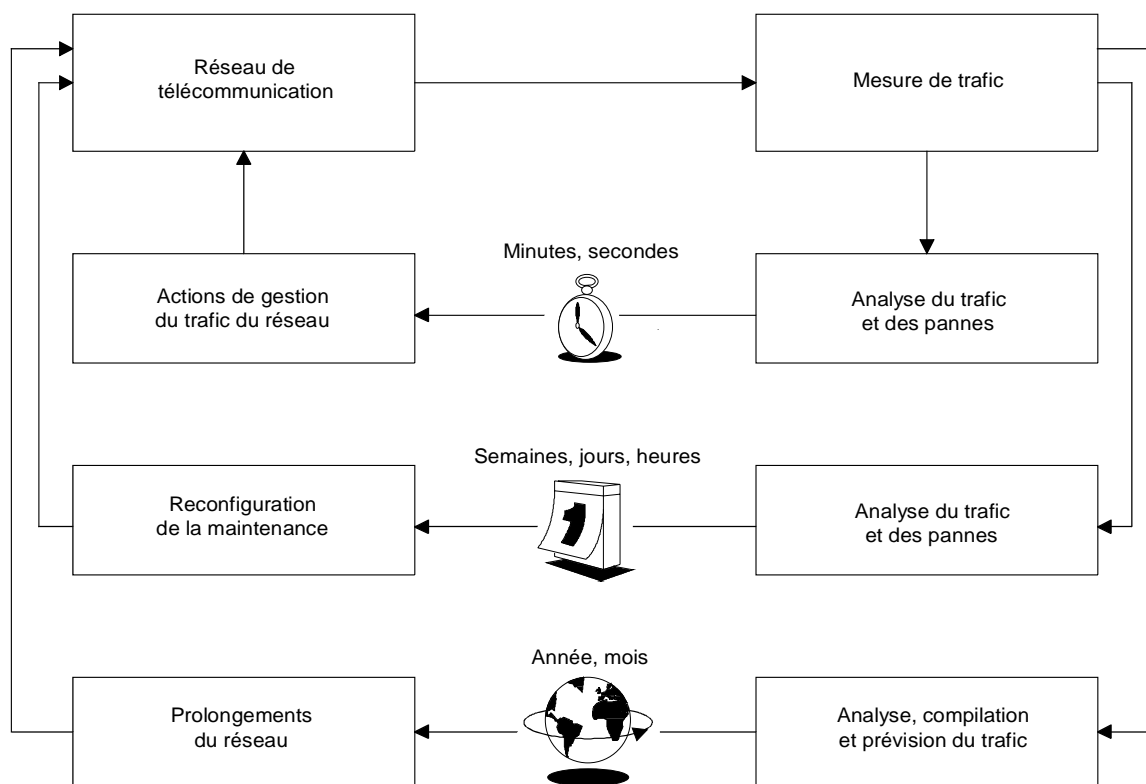 Réseau de
télécommunication
Mesure de trafic
Minutes, secondes
Actions de gestion
du trafic du réseau
Analyse du trafic
et des pannes
Semaines, jours, heures
Reconfiguration
de la maintenance
1
Analyse du trafic
et des pannes
Année, mois
Prolongements
du réseau
Analyse, compilation
et prévision du trafic